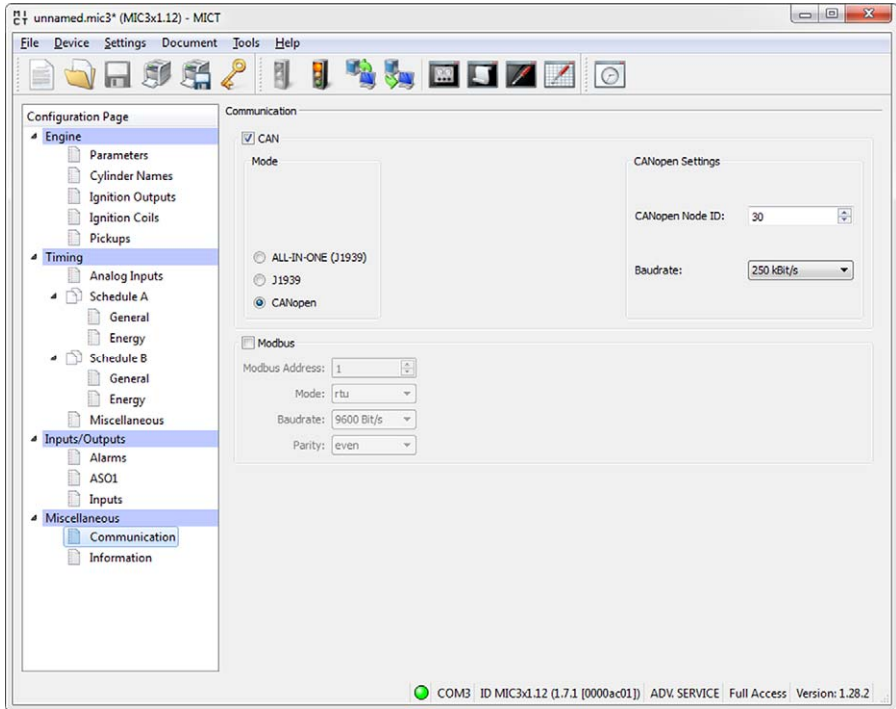 unnamed.mic3* (MIC3x1.12) - MICT
File Device Settings Document Tools Help
Configuration Page
Engine
Parameters
Cylinder Names
Ignition Outputs
Ignition Coils
Pickups
Timing
Analog Inputs
Schedule A
General
Energy
Schedule B
General
Energy
Miscellaneous
Inputs/Outputs
Alarms
ASO1
Inputs
Miscellaneous
Communication
Information
Communication
CAN
Mode
ALL-IN-ONE (J1939)
J1939
CANopen
CANopen Settings
CANopen Node ID: 30
Baudrate: 250 kBit/s
Modbus
Modbus Address: 1
Mode: rtu
Baudrate: 9600 Bit/s
Parity: even
COM3 ID MIC3x1.12 (1.7.1 [0000ac01]) ADV. SERVICE Full Access Version: 1.28.2